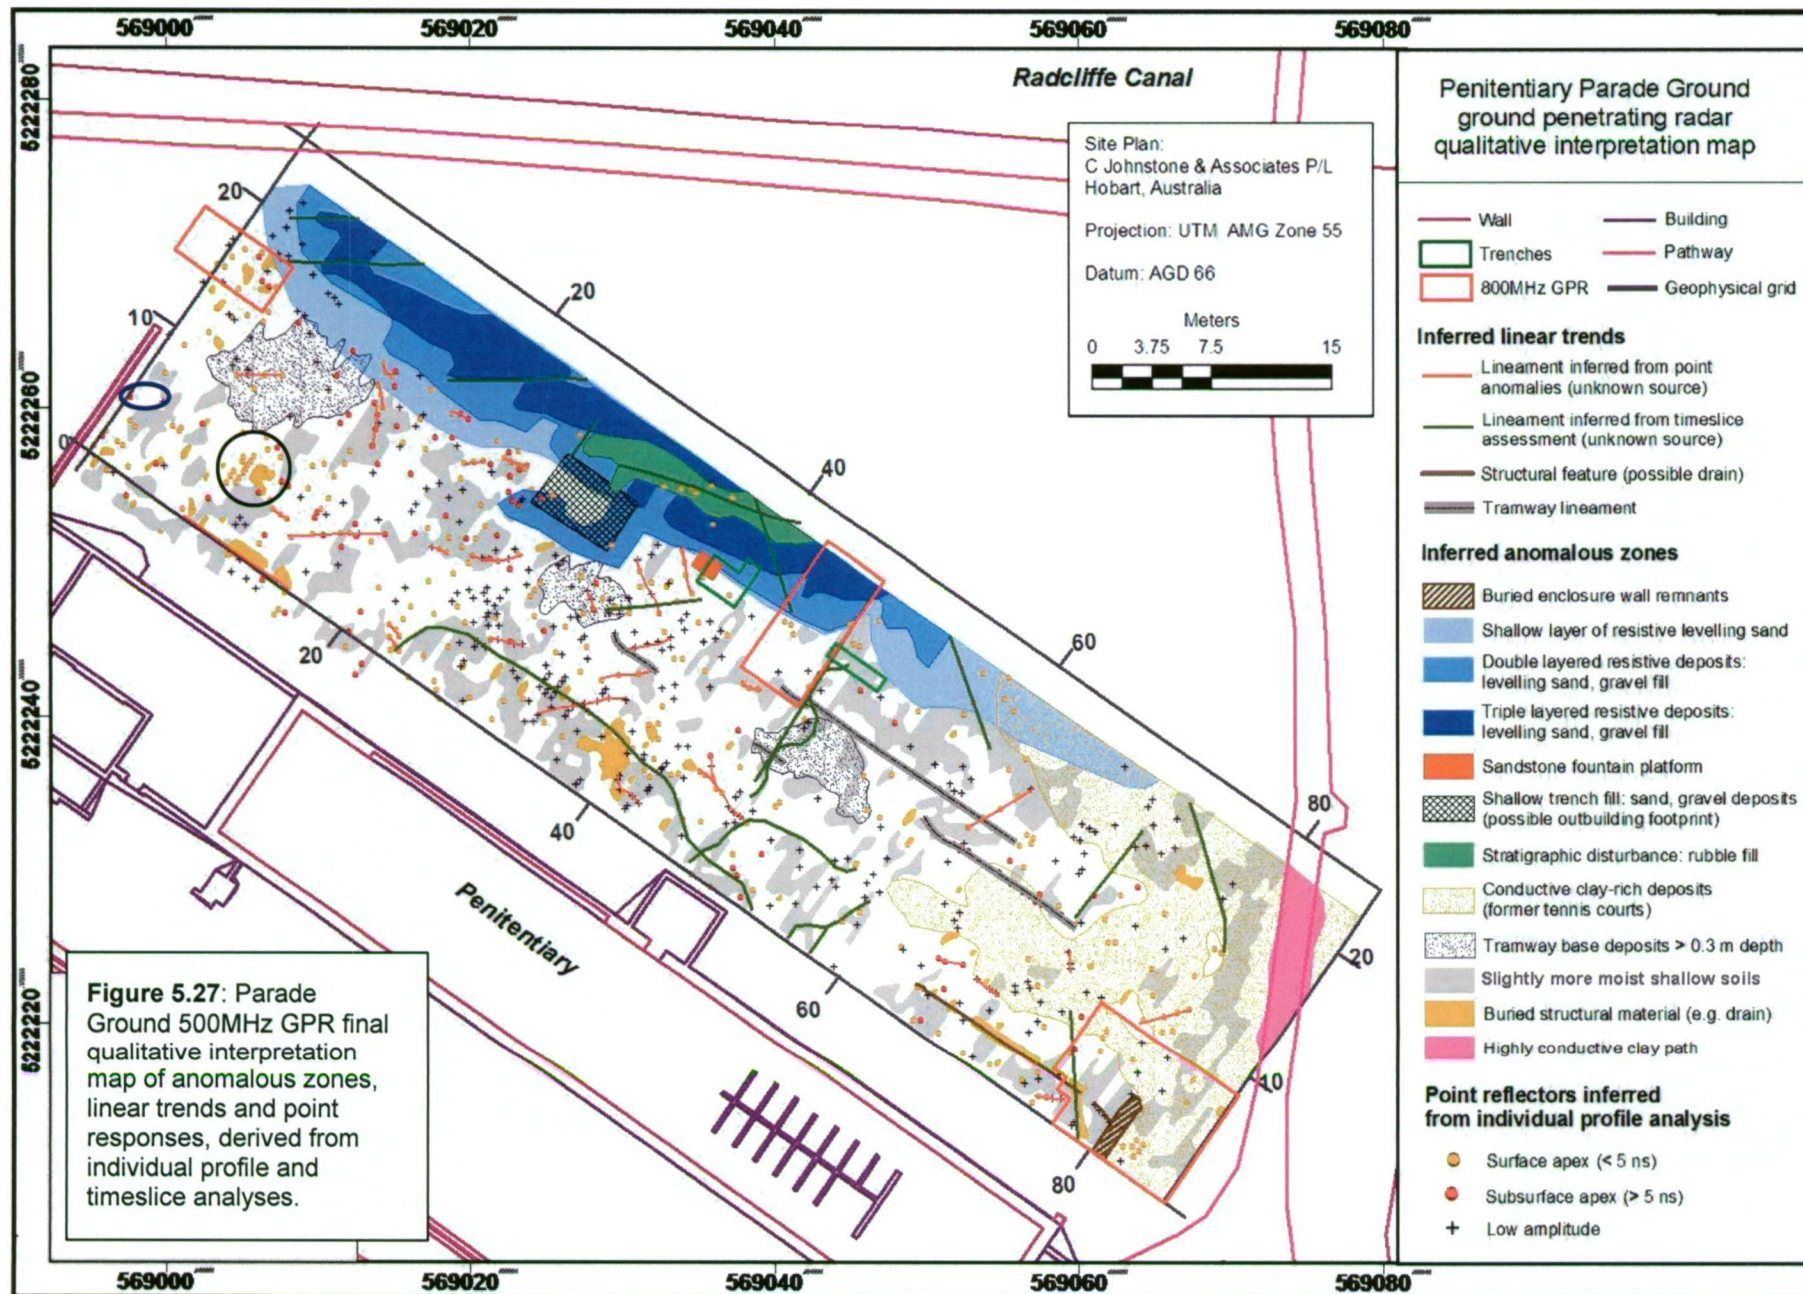 569000
569020
569040
569060
569080
5222280
5222260
5222240
5222220
Radcliffe Canal
Site Plan:
C Johnstone & Associates P/L
Hobart, Australia
Projection: UTM AMG Zone 55
Datum: AGD 66
Meters
0 3.75 7.5 15
20
10
0
20
40
60
80
20
10
20
40
60
80
Penitentiary
Figure 5.27: Parade
Ground 500MHz GPR final
qualitative interpretation
map of anomalous zones,
linear trends and point
responses, derived from
individual profile and
timeslice analyses.
Penitentiary Parade Ground
ground penetrating radar
qualitative interpretation map
Wall
Building
Trenches
Pathway
800MHz GPR
Geophysical grid
Inferred linear trends
Lineament inferred from point
anomalies (unknown source)
Lineament inferred from timeslice
assessment (unknown source)
Structural feature (possible drain)
Tramway lineament
Inferred anomalous zones
Buried enclosure wall remnants
Shallow layer of resistive levelling sand
Double layered resistive deposits:
levelling sand, gravel fill
Triple layered resistive deposits:
levelling sand, gravel fill
Sandstone fountain platform
Shallow trench fill: sand, gravel deposits
(possible outbuilding footprint)
Stratigraphic disturbance: rubble fill
Conductive clay-rich deposits
(former tennis courts)
Tramway base deposits > 0.3 m depth
Slightly more moist shallow soils
Buried structural material (e.g. drain)
Highly conductive clay path
Point reflectors inferred
from individual profile analysis
Surface apex (< 5 ns)
Subsurface apex (> 5 ns)
Low amplitude
569000
569020
569040
569060
569080